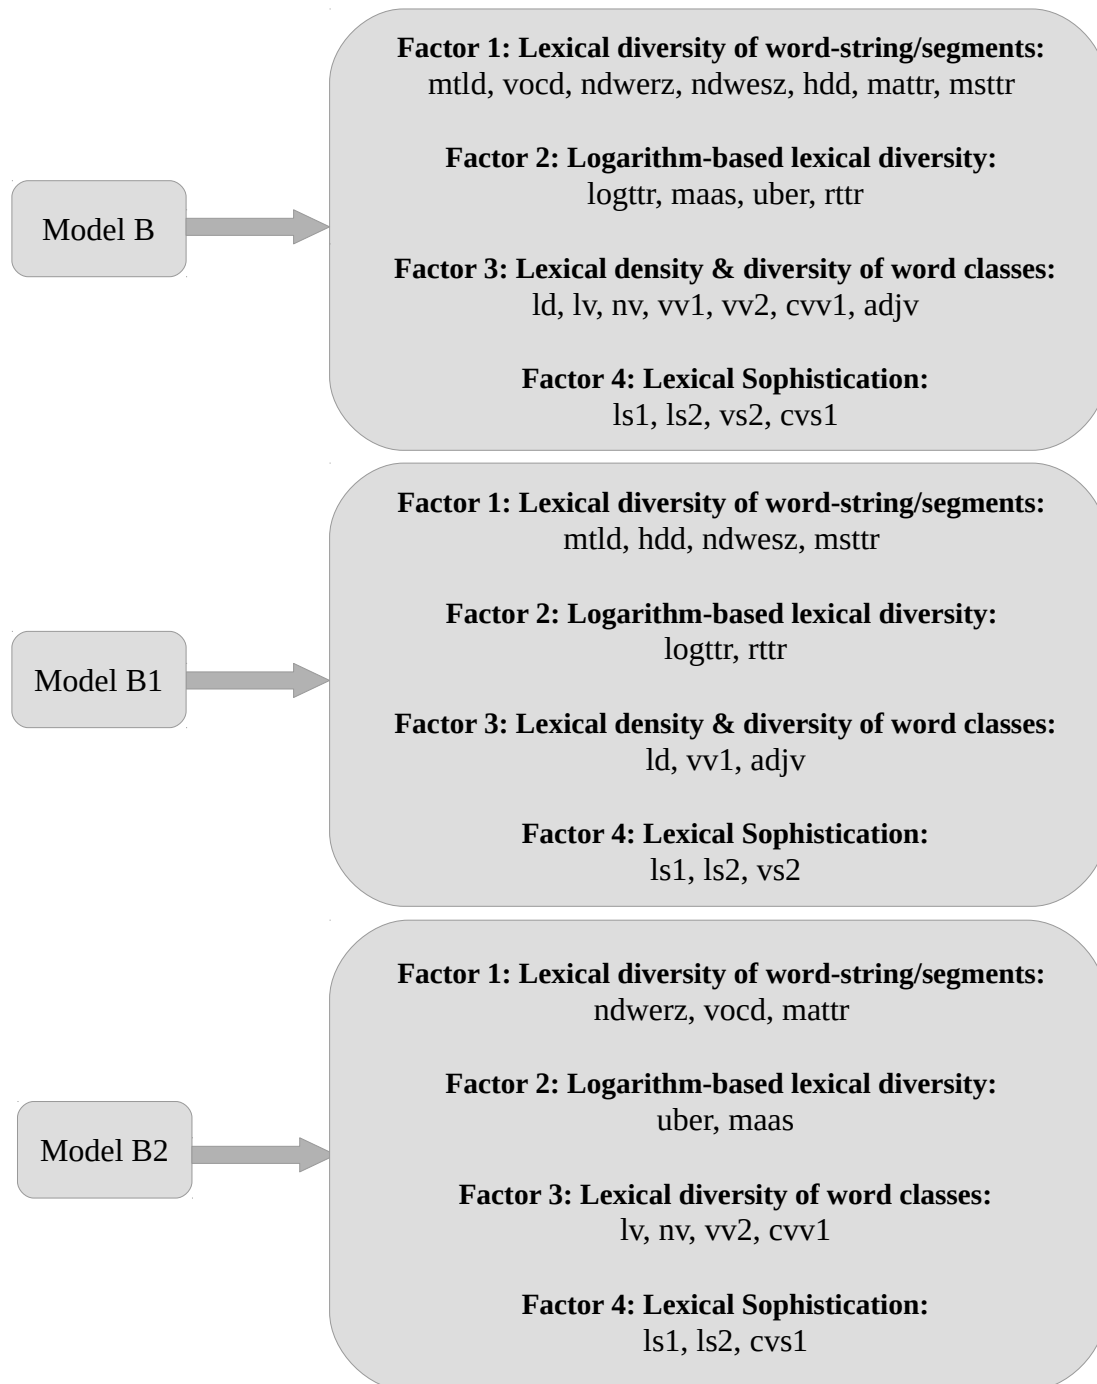 Model B
Factor 1: Lexical diversity of word-string/segments:
mtld, vocd, ndwerz, ndwesz, hdd, mattr, msttr
Factor 2: Logarithm-based lexical diversity:
logttr, maas, uber, rttr
Factor 3: Lexical density & diversity of word classes:
ld, lv, nv, vv1, vv2, cvv1, adjv
Factor 4: Lexical Sophistication:
ls1, ls2, vs2, cvs1
Model B1
Factor 1: Lexical diversity of word-string/segments:
mtld, hdd, ndwesz, msttr
Factor 2: Logarithm-based lexical diversity:
logttr, rttr
Factor 3: Lexical density & diversity of word classes:
ld, vv1, adjv
Factor 4: Lexical Sophistication:
ls1, ls2, vs2
Model B2
Factor 1: Lexical diversity of word-string/segments:
ndwerz, vocd, mattr
Factor 2: Logarithm-based lexical diversity:
uber, maas
Factor 3: Lexical diversity of word classes:
lv, nv, vv2, cvv1
Factor 4: Lexical Sophistication:
ls1, ls2, cvs1